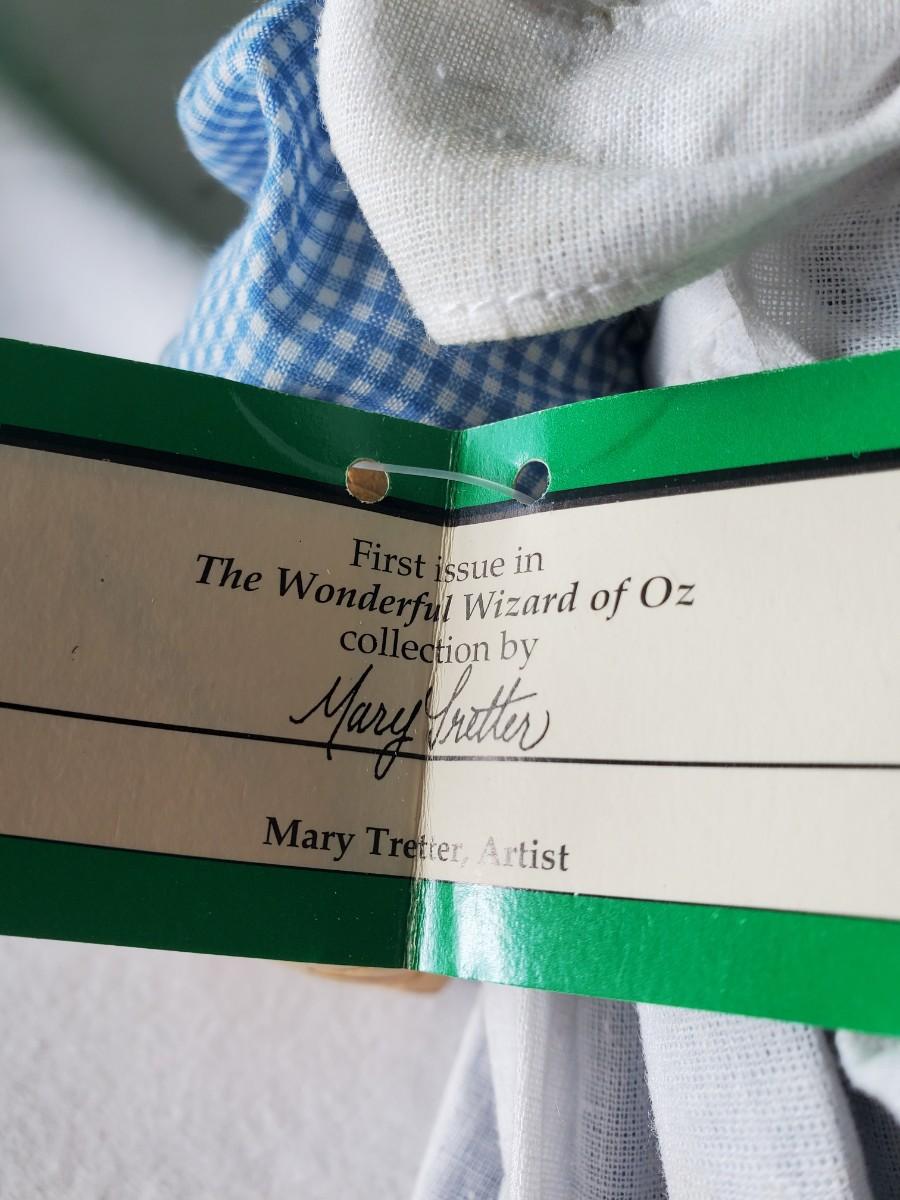 First issue in
The Wonderful Wizard of Oz
collection by
Mary Tretter
Mary Tretter, Artist